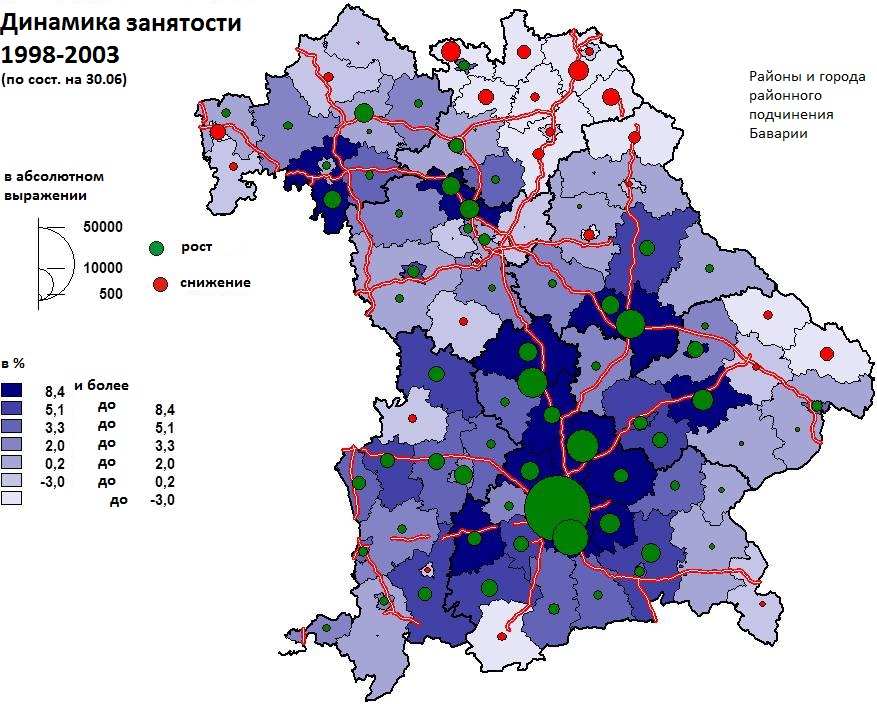 Динамика занятости
1998-2003
(по сост. на 30.06)
Районы и города
районного
подчинения
Баварии
в абсолютном
выражении
50000
10000
500
рост
снижение
в %
8,4 и более
5,1 до 8,4
3,3 до 5,1
2,0 до 3,3
0,2 до 2,0
-3,0 до 0,2
до -3,0